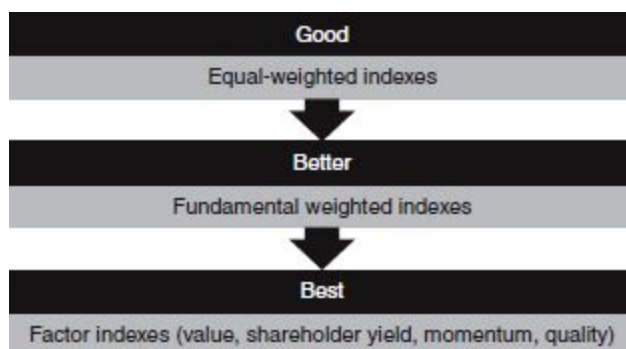 Good
Equal-weighted indexes
Better
Fundamental weighted indexes
Best
Factor indexes (value, shareholder yield, momentum, quality)